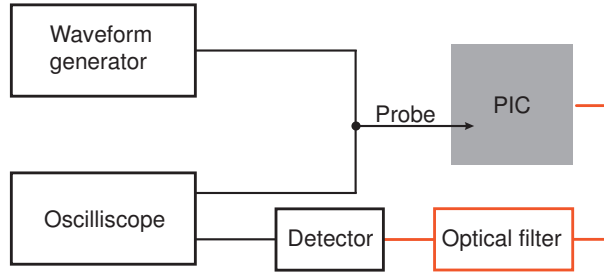 Waveform
generator
Probe
PIC
Oscilliscope
Detector
Optical filter